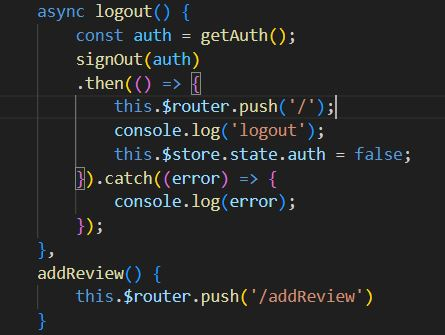 async logout() {
const auth = getAuth();
signOut(auth)
.then(() => {
this.$router.push('/');
console.log('logout');
this.$store.state.auth = false;
}).catch((error) => {
console.log(error);
});
},
addReview() {
this.$router.push('/addReview')
}